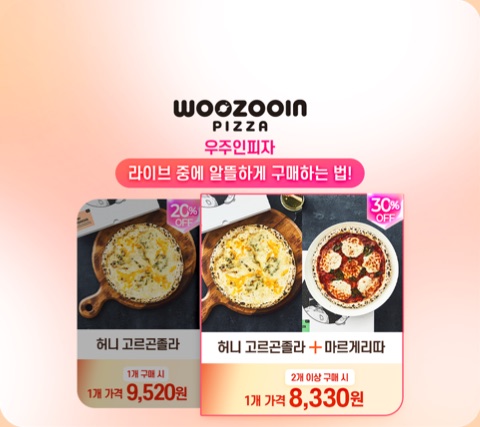 WOOZOOIN
PIZZA
우주인피자
라이브 중에 알뜰하게 구매하는 법!
20%
OFF
허니 고르곤졸라
1개 구매 시
1개 가격 9,520원
30%
OFF
허니 고르곤졸라 + 마르게리따
2개 이상 구매 시
1개 가격 8,330원